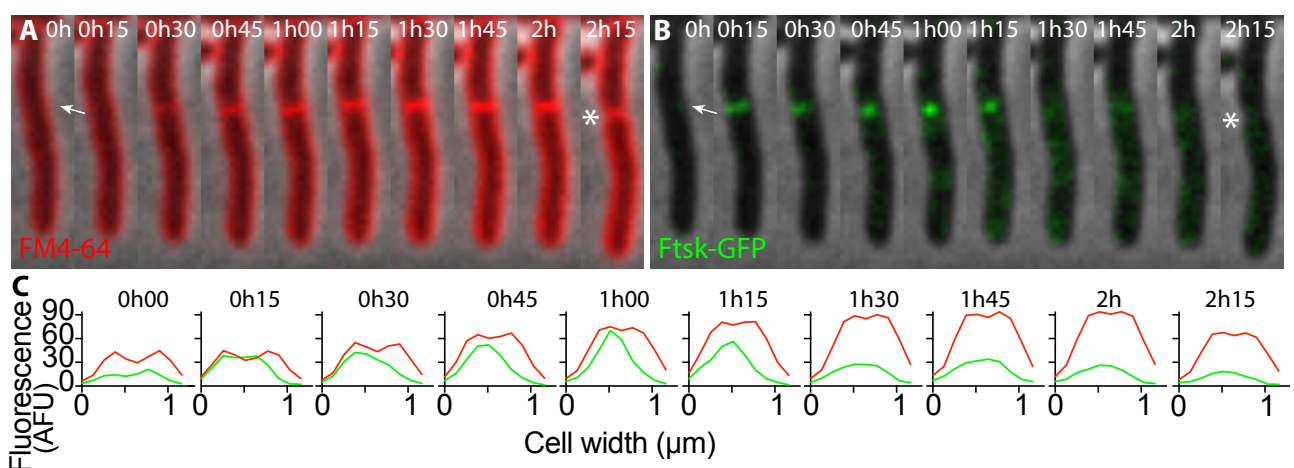 A 0h 0h15 0h30 0h45 1h00 1h15 1h30 1h45 2h 2h15
*
FM4-64
B 0h 0h15 0h30 0h45 1h00 1h15 1h30 1h45 2h 2h15
*
Ftsk-GFP
C
0h00 0h15 0h30 0h45 1h00 1h15 1h30 1h45 2h 2h15
Fluorescence
(AFU)
90
60
30
0
0 1 0 1 0 1 0 1 0 1 0 1 0 1 0 1 0 1 0 1
Cell width (µm)